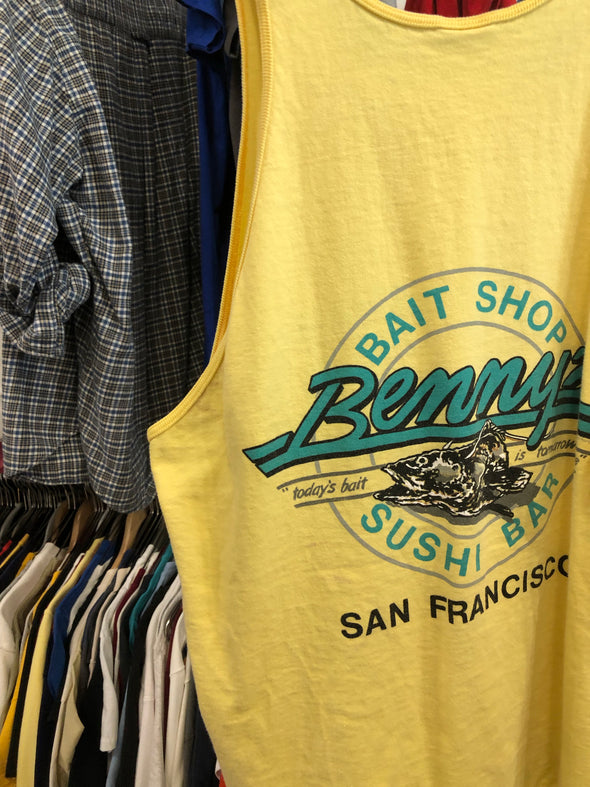 BAIT SHOP
Benny'z
"today's bait
is tomorrow
SUSHI BAR
SAN FRANCISCO